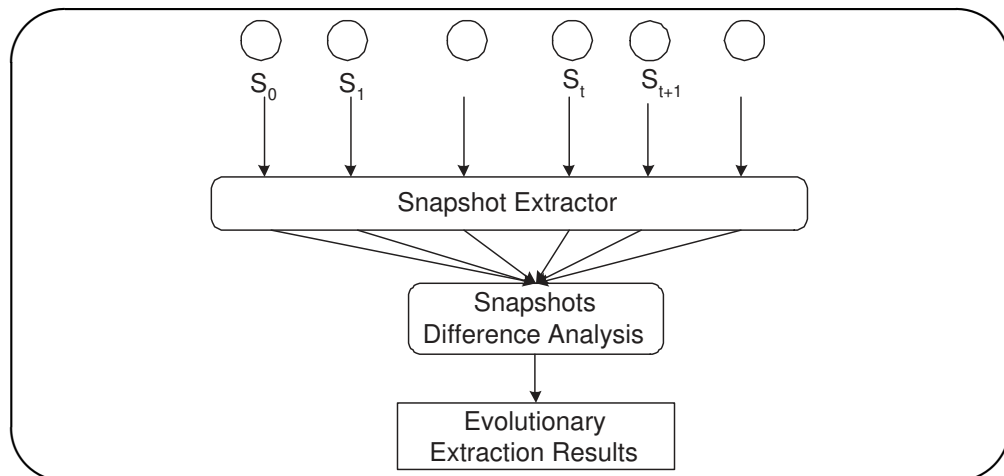 S0 S1 St St+1
Snapshot Extractor
Snapshots
Difference Analysis
Evolutionary
Extraction Results